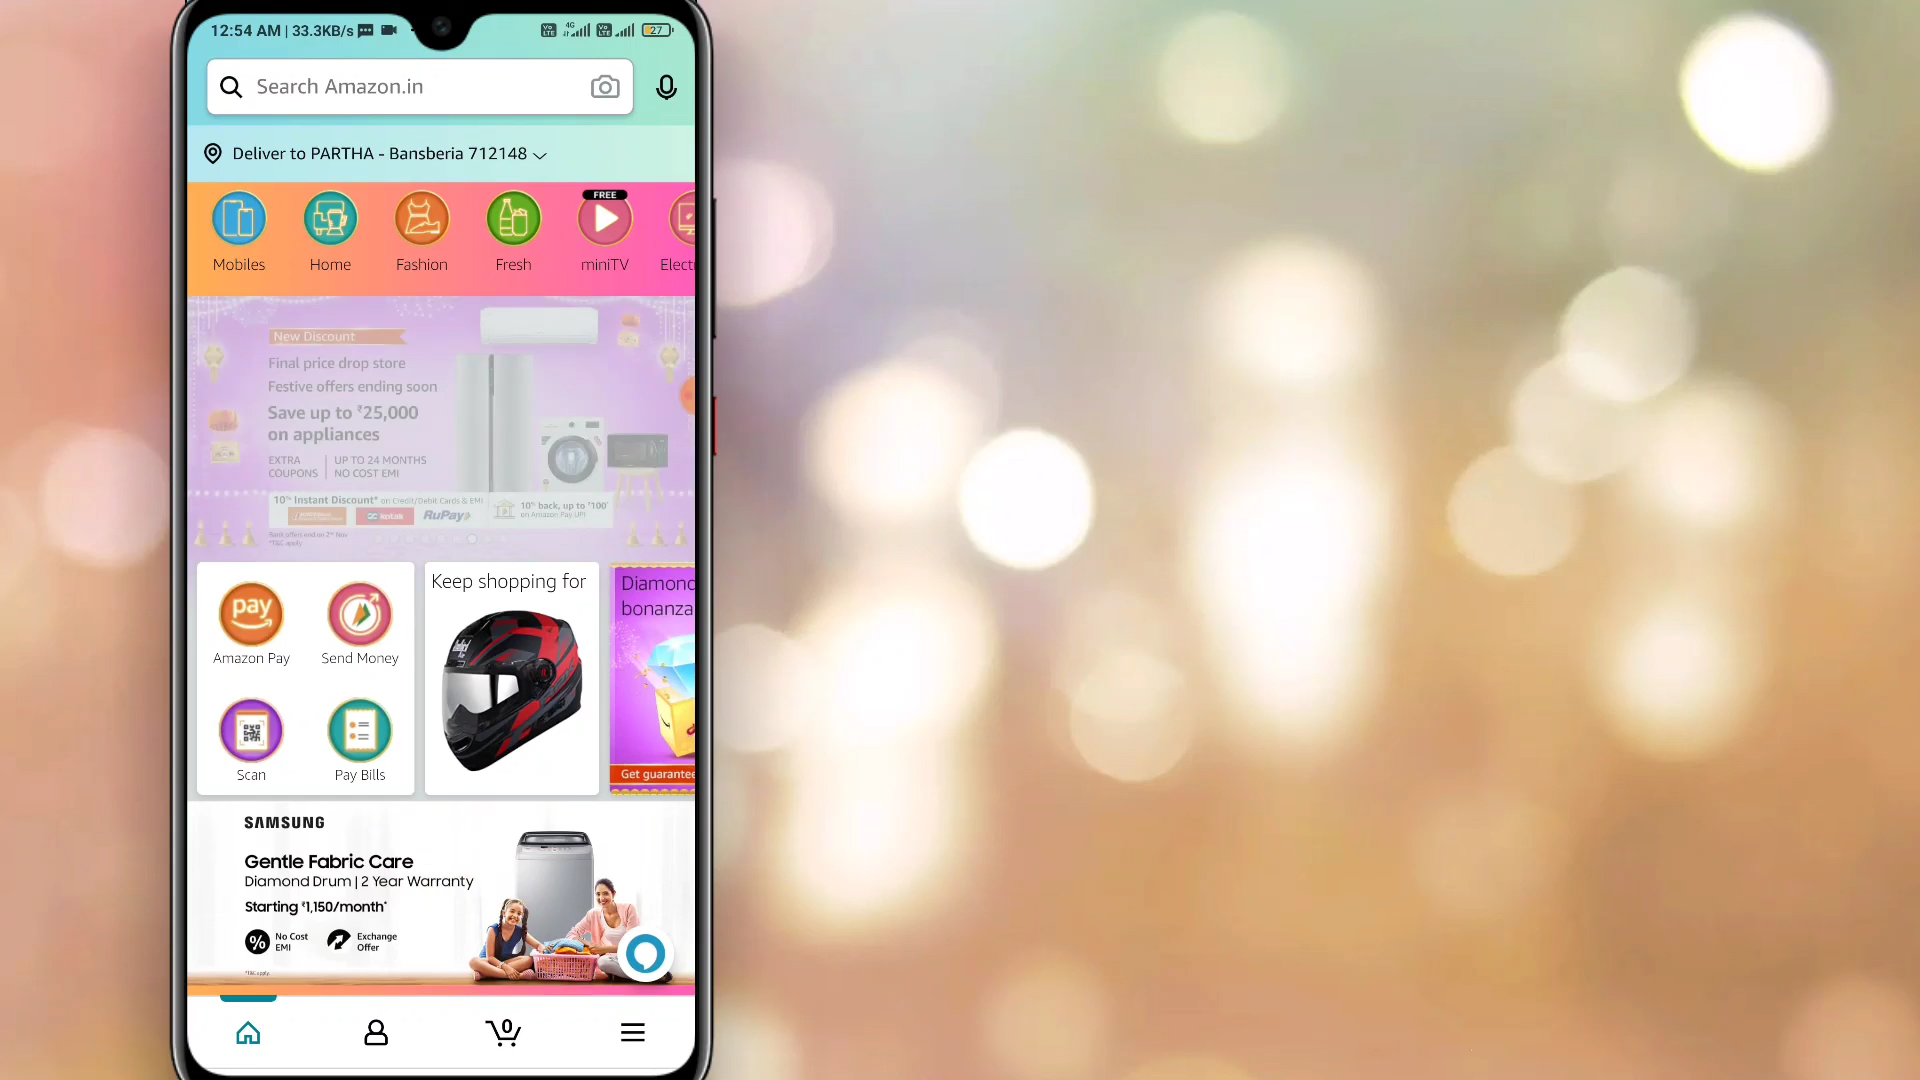 12:54 AM | 33.3KB/s
4G
27
Search Amazon.in
Deliver to PARTHA - Bansberia 712148
FREE
Mobiles Home Fashion Fresh miniTV Electr
New Discount
Final price drop store
Festive offers ending soon
Save up to ₹25,000
on appliances
EXTRA COUPONS | UP TO 24 MONTHS NO COST EMI
10% Instant Discount* on Credit/Debit Cards & EMI
kotak RuPay
10% back, up to ₹100*
on Amazon Pay UPI
*T&C apply
pay
Amazon Pay Send Money
Scan Pay Bills
Keep shopping for
Diamond
bonanza
Get guarantee
SAMSUNG
Gentle Fabric Care
Diamond Drum | 2 Year Warranty
Starting ₹1,150/month*
No Cost
EMI
Exchange
Offer
*T&C apply.
0